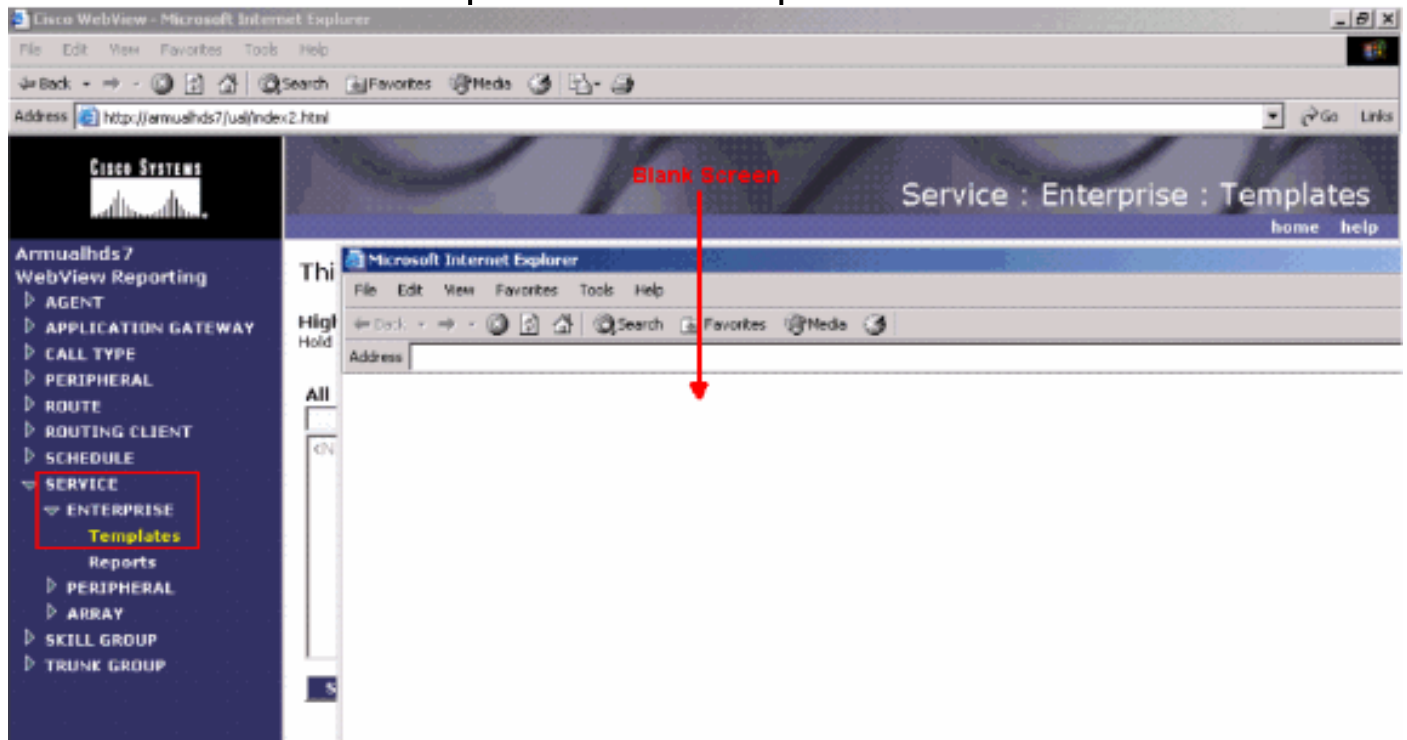 Cisco WebView - Microsoft Internet Explorer
File Edit View Favorites Tools Help
Back Search Favorites Media
Address http://armualhds7/ual/index2.html Go Links
Cisco Systems
Blank Screen
Service : Enterprise : Templates
home help
Armualhds7
WebView Reporting
AGENT
APPLICATION GATEWAY
CALL TYPE
PERIPHERAL
ROUTE
ROUTING CLIENT
SCHEDULE
SERVICE
ENTERPRISE
Templates
Reports
PERIPHERAL
ARRAY
SKILL GROUP
TRUNK GROUP
Thi
High
Hold
All
<N
S
Microsoft Internet Explorer
File Edit View Favorites Tools Help
Back Search Favorites Media
Address